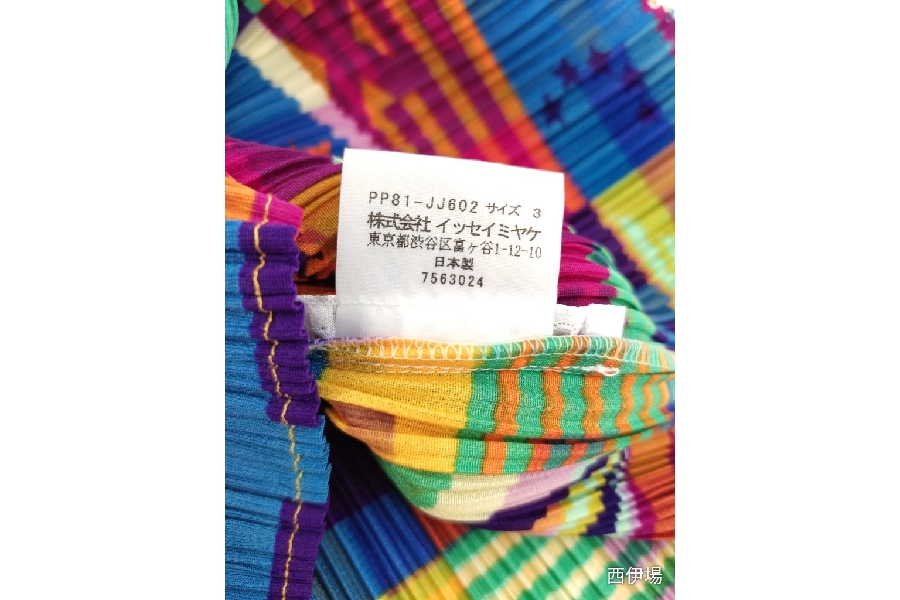 PP81-JJ602 サイズ 3
株式会社 イッセイミヤケ
東京都渋谷区富ヶ谷1-12-10
日本製
7563024
西伊場